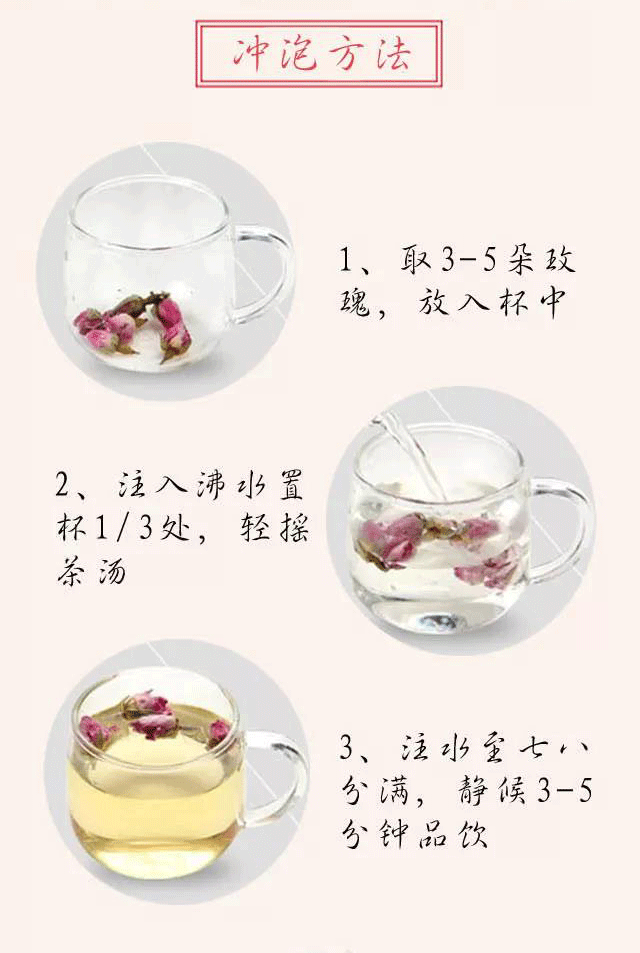 冲泡方法
1、取3-5朵玫
瑰，放入杯中
2、注入沸水置
杯1/3处，轻摇
茶汤
3、注水至七八
分满，静候3-5
分钟品饮